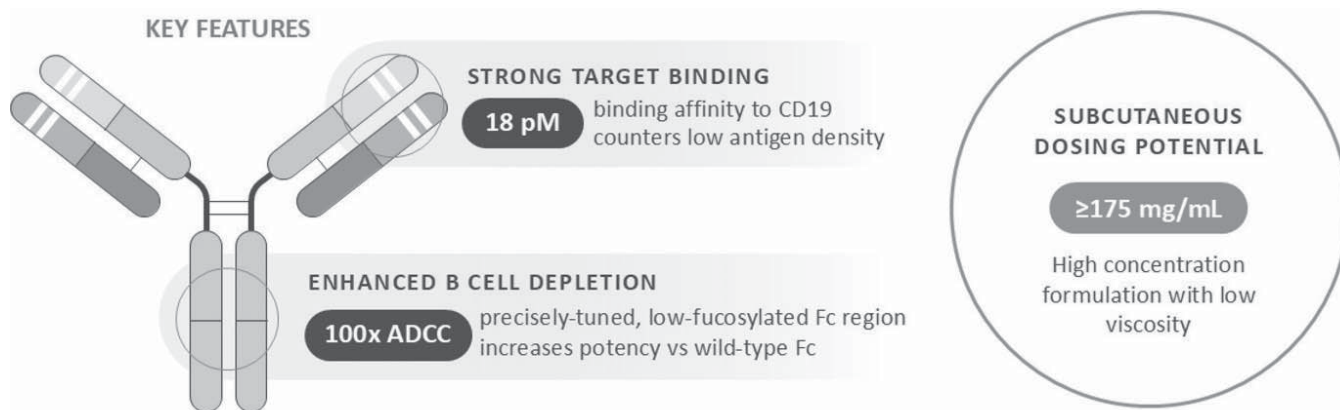 KEY FEATURES
STRONG TARGET BINDING
18 pM
binding affinity to CD19
counters low antigen density
ENHANCED B CELL DEPLETION
100x ADCC
precisely-tuned, low-fucosylated Fc region
increases potency vs wild-type Fc
SUBCUTANEOUS
DOSING POTENTIAL
≥175 mg/mL
High concentration
formulation with low
viscosity